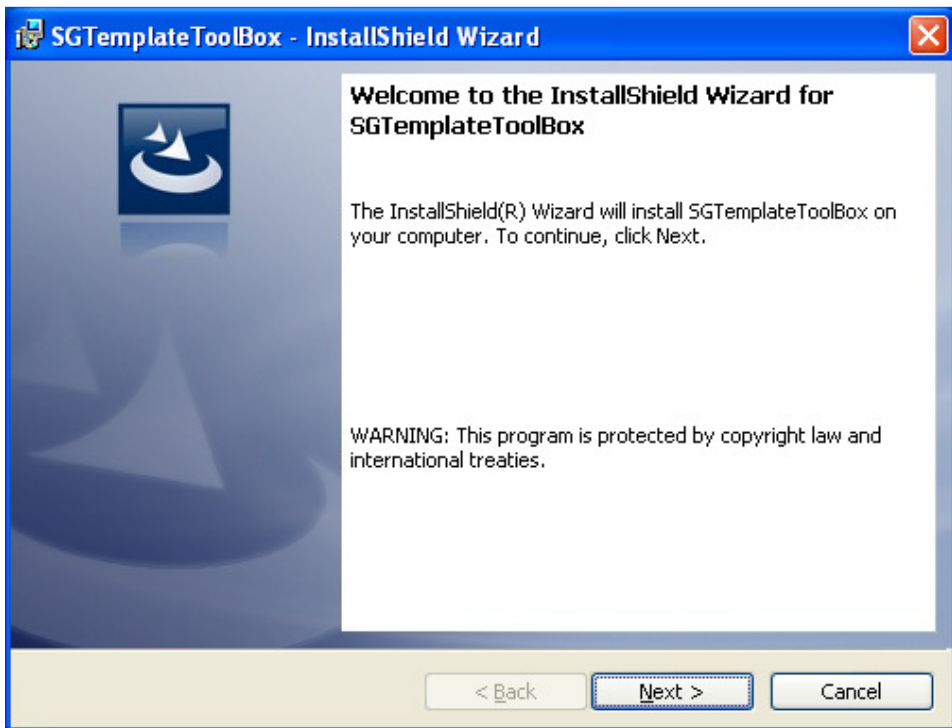 SGTemplateToolBox - InstallShield Wizard
Welcome to the InstallShield Wizard for
SGTemplateToolBox
The InstallShield(R) Wizard will install SGTemplateToolBox on
your computer. To continue, click Next.
WARNING: This program is protected by copyright law and
international treaties.
< Back
Next >
Cancel